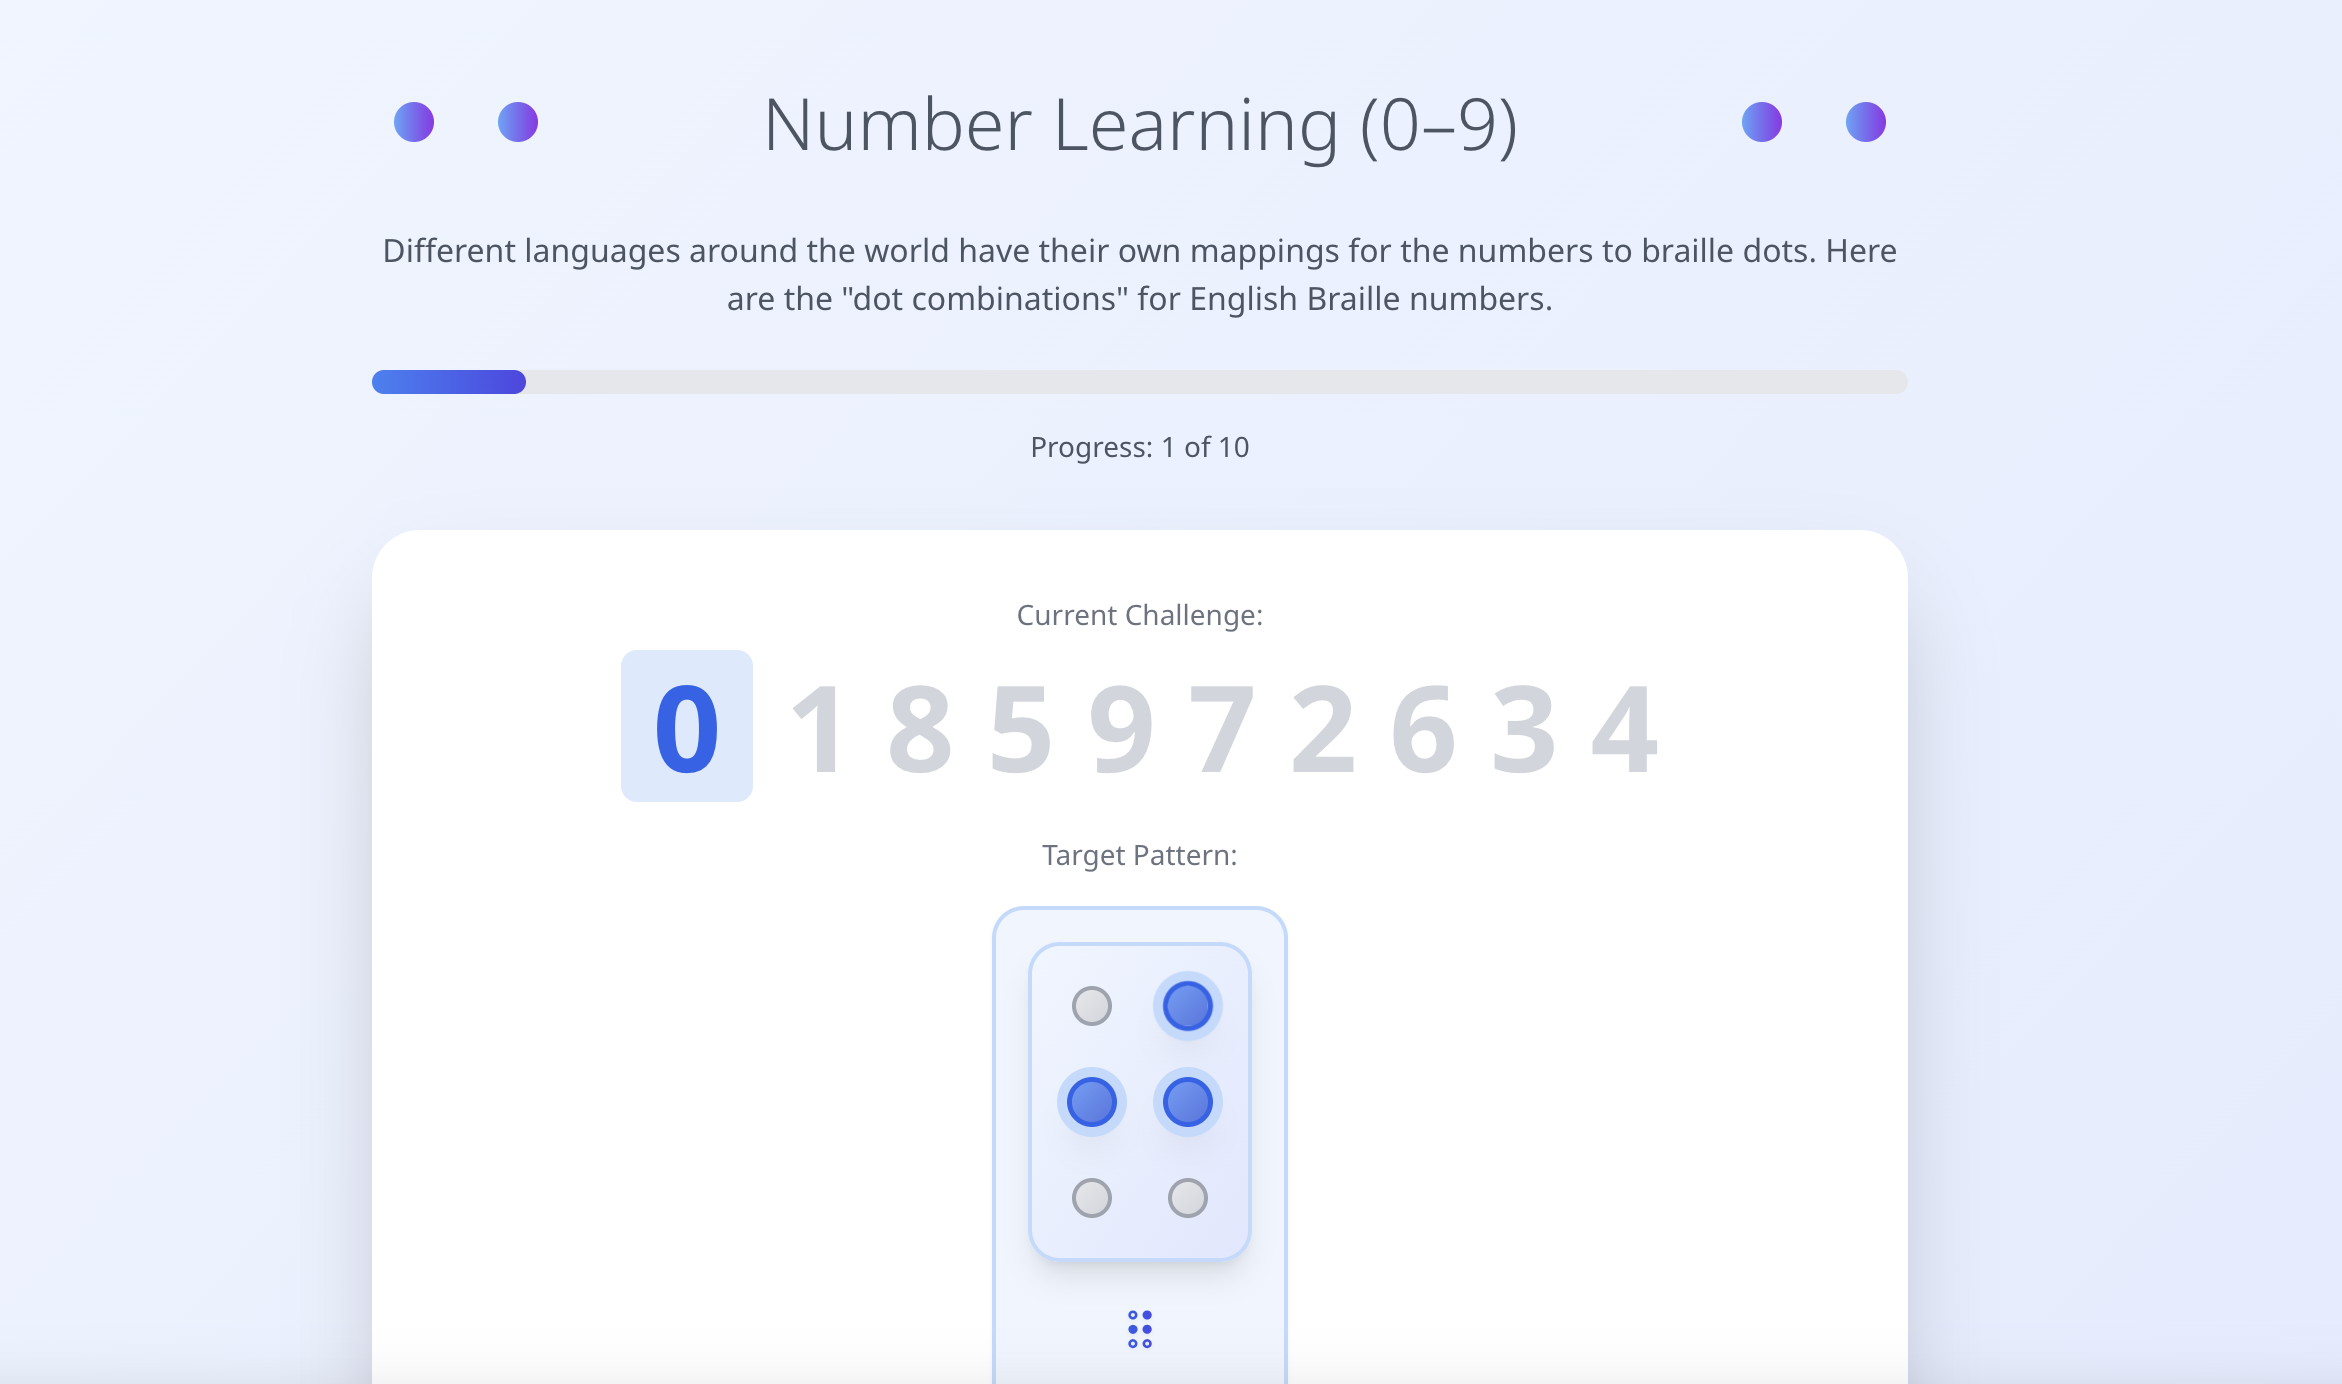 Number Learning (0–9)
Different languages around the world have their own mappings for the numbers to braille dots. Here
are the "dot combinations" for English Braille numbers.
Progress: 1 of 10
Current Challenge:
0 1 8 5 9 7 2 6 3 4
Target Pattern:
⠚